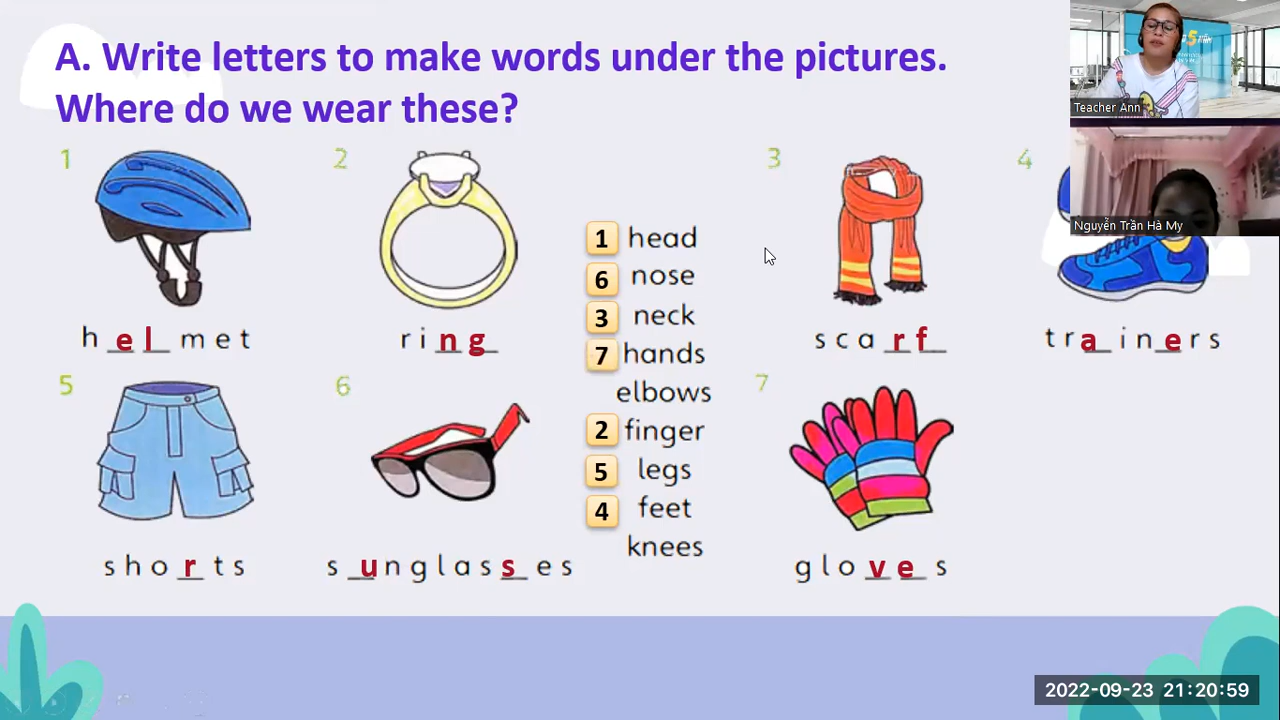 A. Write letters to make words under the pictures.
Where do we wear these?
1
2
3
4
helmet
ring
scarf
trainers
1 head
6 nose
3 neck
7 hands
elbows
2 finger
5 legs
4 feet
knees
5
6
7
shorts
sunglasses
gloves
Teacher Ann
Nguyễn Trần Hà My
2022-09-23 21:20:59